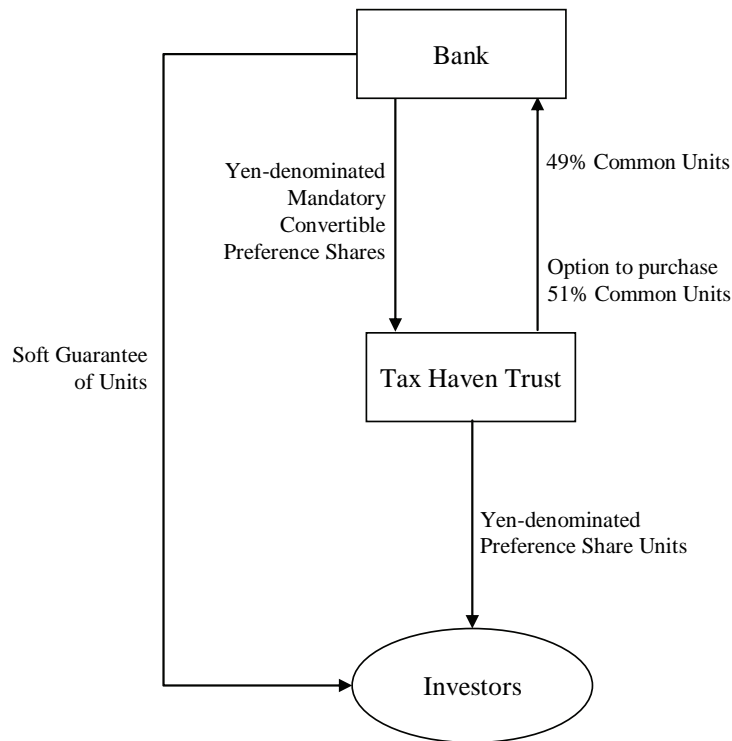 Bank
Yen-denominated
Mandatory
Convertible
Preference Shares
49% Common Units
Option to purchase
51% Common Units
Soft Guarantee
of Units
Tax Haven Trust
Yen-denominated
Preference Share Units
Investors